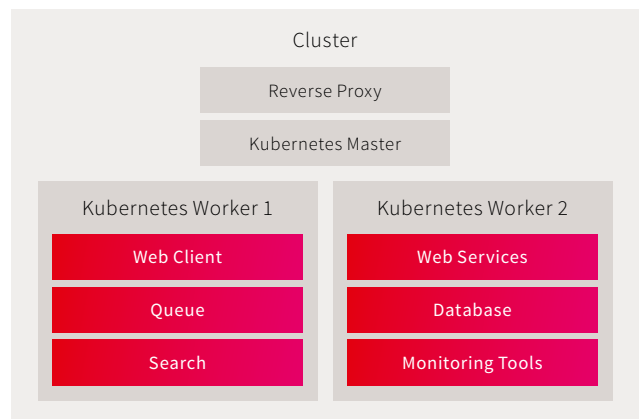 Cluster
Reverse Proxy
Kubernetes Master
Kubernetes Worker 1
Web Client
Queue
Search
Kubernetes Worker 2
Web Services
Database
Monitoring Tools